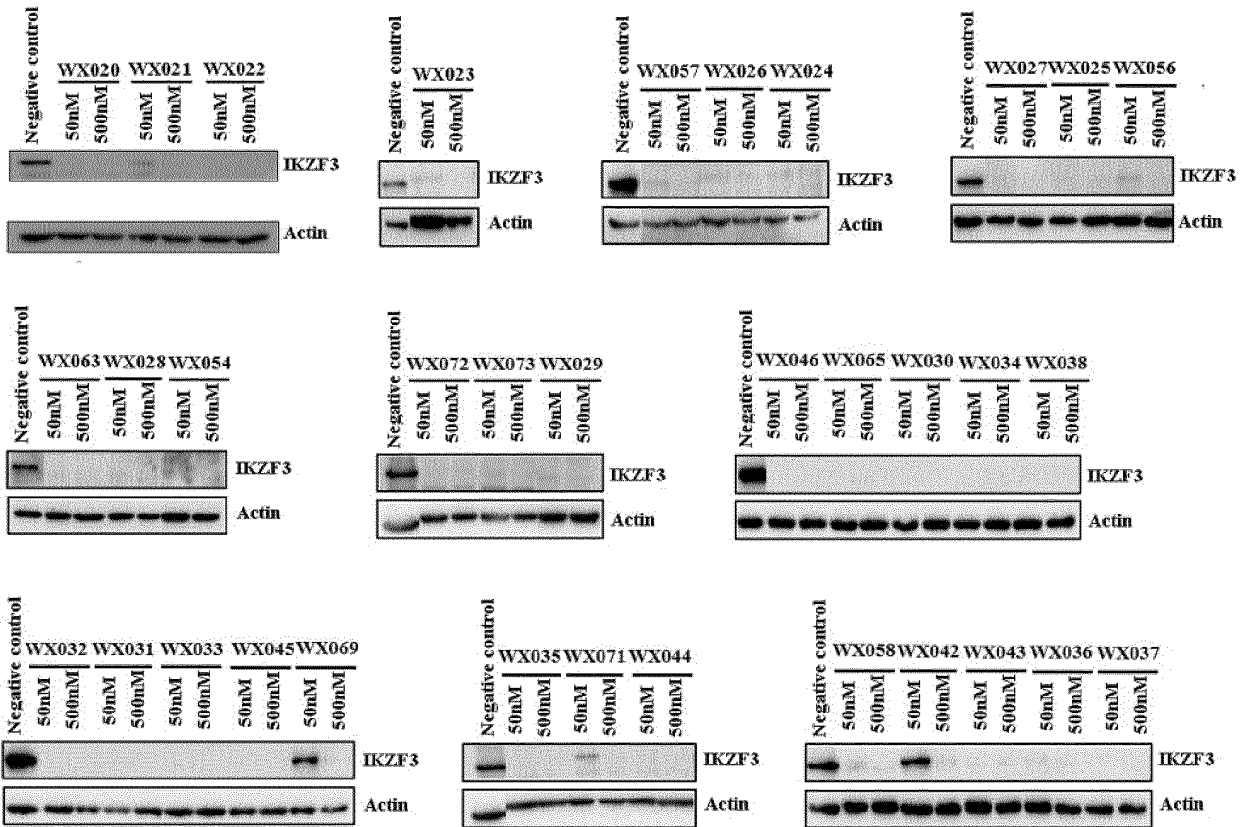 Negative control
WX020 WX021 WX022
50nM 500nM 50nM 500nM 50nM 500nM
IKZF3
Actin
Negative control
WX023
50nM 500nM
IKZF3
Actin
Negative control
WX057 WX026 WX024
50nM 500nM 50nM 500nM 50nM 500nM
IKZF3
Actin
Negative control
WX027 WX025 WX056
50nM 500nM 50nM 500nM 50nM 500nM
IKZF3
Actin
Negative control
WX063 WX028 WX054
50nM 500nM 50nM 500nM 50nM 500nM
IKZF3
Actin
Negative control
WX072 WX073 WX029
50nM 500nM 50nM 500nM 50nM 500nM
IKZF3
Actin
Negative control
WX046 WX065 WX030 WX034 WX038
50nM 500nM 50nM 500nM 50nM 500nM 50nM 500nM 50nM 500nM
IKZF3
Actin
Negative control
WX032 WX031 WX033 WX045 WX069
50nM 500nM 50nM 500nM 50nM 500nM 50nM 500nM 50nM 500nM
IKZF3
Actin
Negative control
WX035 WX071 WX044
50nM 500nM 50nM 500nM 50nM 500nM
IKZF3
Actin
Negative control
WX058 WX042 WX043 WX036 WX037
50nM 500nM 50nM 500nM 50nM 500nM 50nM 500nM 50nM 500nM
IKZF3
Actin